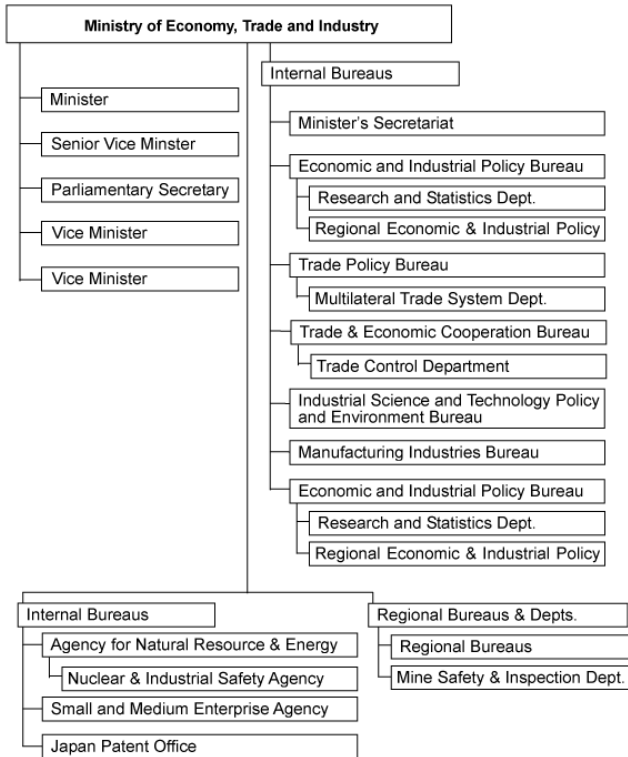 Ministry of Economy, Trade and Industry
Minister
Senior Vice Minster
Parliamentary Secretary
Vice Minister
Vice Minister
Internal Bureaus
Minister's Secretariat
Economic and Industrial Policy Bureau
Research and Statistics Dept.
Regional Economic & Industrial Policy
Trade Policy Bureau
Multilateral Trade System Dept.
Trade & Economic Cooperation Bureau
Trade Control Department
Industrial Science and Technology Policy
and Environment Bureau
Manufacturing Industries Bureau
Economic and Industrial Policy Bureau
Research and Statistics Dept.
Regional Economic & Industrial Policy
Internal Bureaus
Agency for Natural Resource & Energy
Nuclear & Industrial Safety Agency
Small and Medium Enterprise Agency
Japan Patent Office
Regional Bureaus & Depts.
Regional Bureaus
Mine Safety & Inspection Dept.